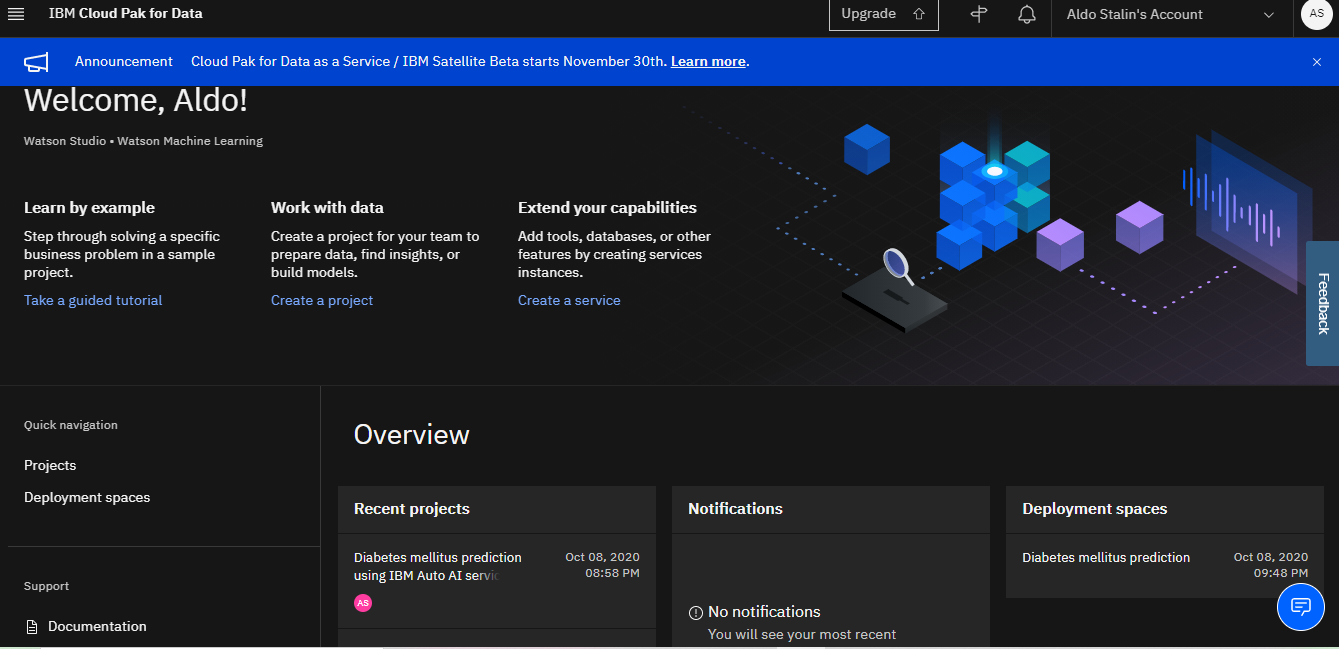 IBM Cloud Pak for Data
Upgrade
Aldo Stalin's Account
AS
Announcement Cloud Pak for Data as a Service / IBM Satellite Beta starts November 30th. Learn more.
Welcome, Aldo!
Watson Studio • Watson Machine Learning
Learn by example
Step through solving a specific
business problem in a sample
project.
Take a guided tutorial
Work with data
Create a project for your team to
prepare data, find insights, or
build models.
Create a project
Extend your capabilities
Add tools, databases, or other
features by creating services
instances.
Create a service
Feedback
Quick navigation
Projects
Deployment spaces
Support
Documentation
Overview
Recent projects
Diabetes mellitus prediction
using IBM Auto AI servic
Oct 08, 2020
08:58 PM
AS
Notifications
No notifications
You will see your most recent
Deployment spaces
Diabetes mellitus prediction
Oct 08, 2020
09:48 PM